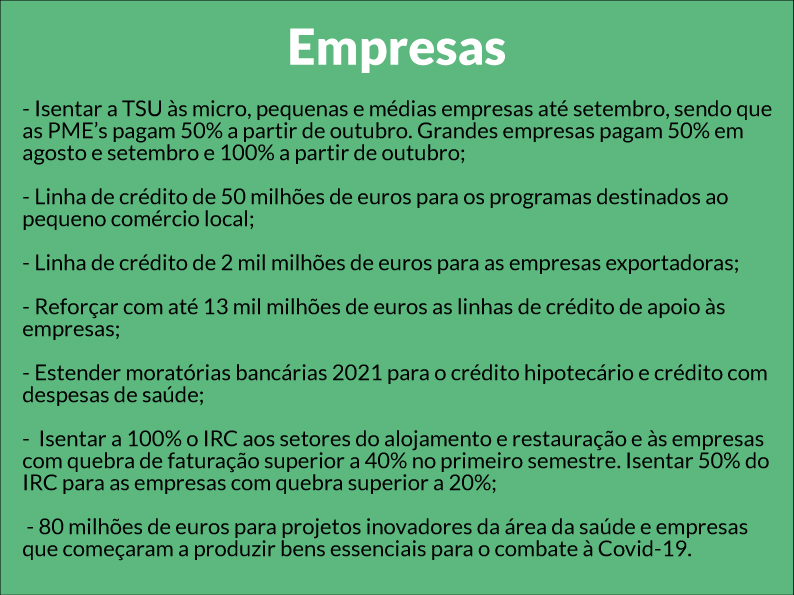 Empresas
- Isentar a TSU às micro, pequenas e médias empresas até setembro, sendo que
as PME's pagam 50% a partir de outubro. Grandes empresas pagam 50% em
agosto e setembro e 100% a partir de outubro;
- Linha de crédito de 50 milhões de euros para os programas destinados ao
pequeno comércio local;
- Linha de crédito de 2 mil milhões de euros para as empresas exportadoras;
- Reforçar com até 13 mil milhões de euros as linhas de crédito de apoio às
empresas;
- Estender moratórias bancárias 2021 para o crédito hipotecário e crédito com
despesas de saúde;
- Isentar a 100% o IRC aos setores do alojamento e restauração e às empresas
com quebra de faturação superior a 40% no primeiro semestre. Isentar 50% do
IRC para as empresas com quebra superior a 20%;
- 80 milhões de euros para projetos inovadores da área da saúde e empresas
que começaram a produzir bens essenciais para o combate à Covid-19.